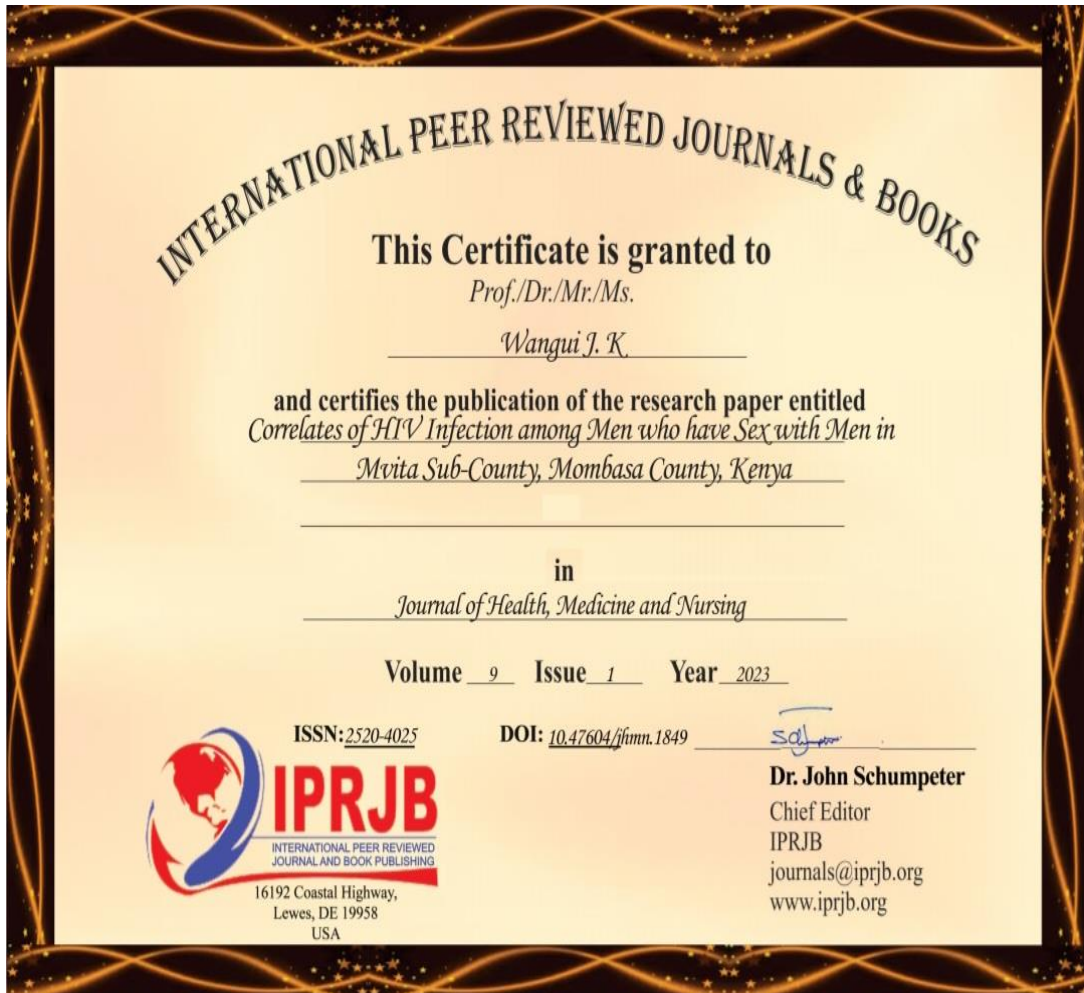 INTERNATIONAL PEER REVIEWED JOURNALS & BOOKS
This Certificate is granted to
Prof./Dr./Mr./Ms.
Wangui J. K
and certifies the publication of the research paper entitled
Correlates of HIV Infection among Men who have Sex with Men in
Mvita Sub-County, Mombasa County, Kenya
in
Journal of Health, Medicine and Nursing
Volume 9 Issue 1 Year 2023
ISSN: 2520-4025 DOI: 10.47604/jhmn.1849
IPRJB
INTERNATIONAL PEER REVIEWED
JOURNAL AND BOOK PUBLISHING
16192 Coastal Highway,
Lewes, DE 19958
USA
Dr. John Schumpeter
Chief Editor
IPRJB
journals@iprjb.org
www.iprjb.org